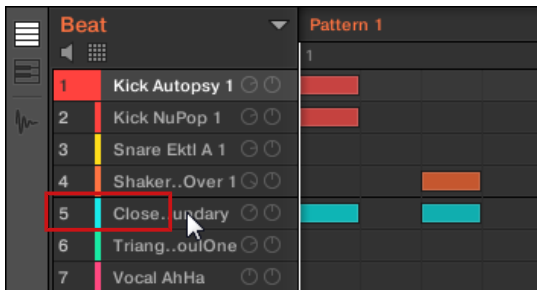 Beat
Pattern 1
1
1 Kick Autopsy 1
2 Kick NuPop 1
3 Snare Ektl A 1
4 Shaker..Over 1
5 Close..undary
6 Triang..oulOne
7 Vocal AhHa